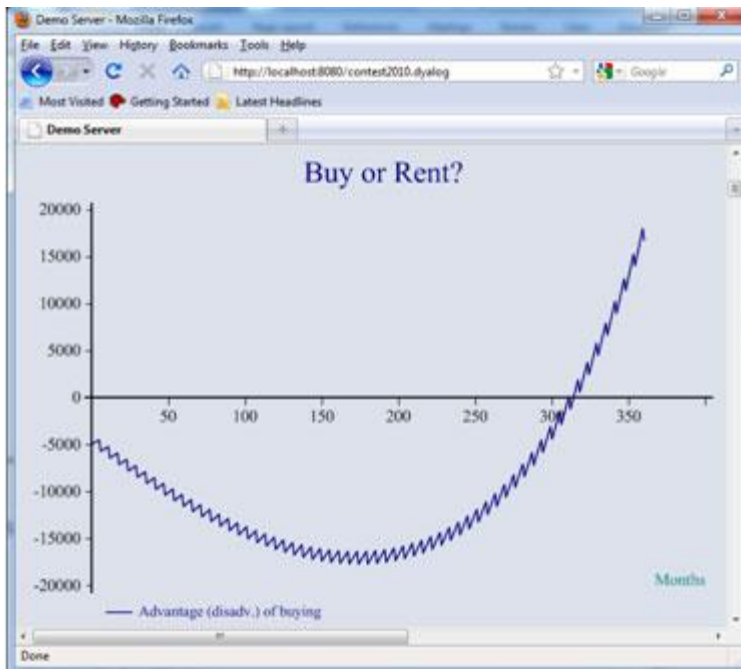 Demo Server - Mozilla Firefox
File Edit View History Bookmarks Tools Help
http://localhost:8080/contest2010.dyalog
Google
Most Visited Getting Started Latest Headlines
Demo Server
Buy or Rent?
20000
15000
10000
5000
0
50 100 150 200 250 300 350
-5000
-10000
-15000
-20000
Months
Advantage (disadv.) of buying
Done